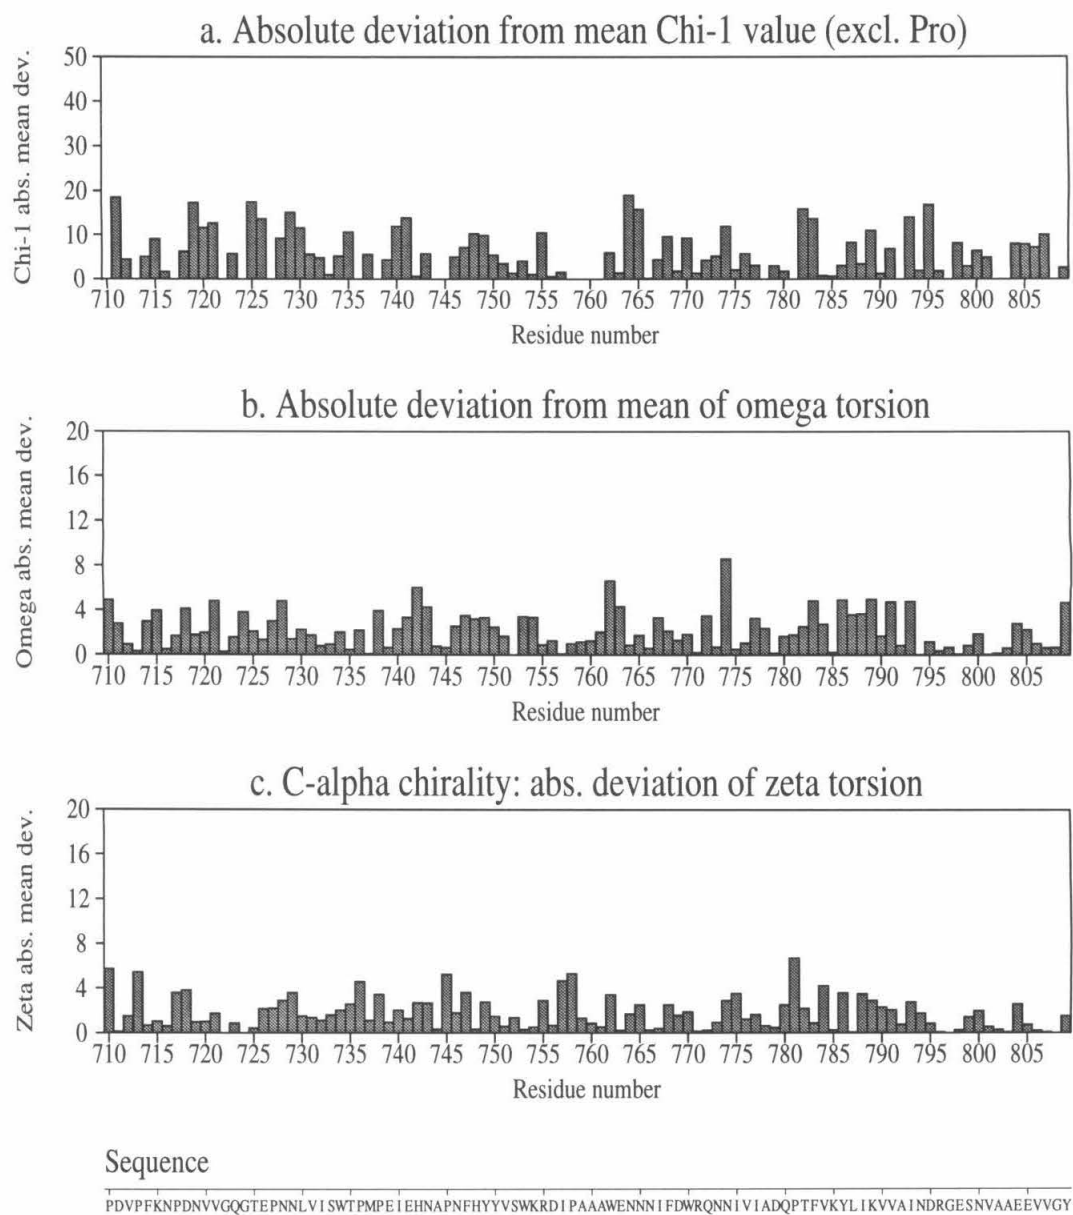 a. Absolute deviation from mean Chi-1 value (excl. Pro)
Chi-1 abs. mean dev.
50
40
30
20
10
0
710 715 720 725 730 735 740 745 750 755 760 765 770 775 780 785 790 795 800 805
Residue number
b. Absolute deviation from mean of omega torsion
Omega abs. mean dev.
20
16
12
8
4
0
710 715 720 725 730 735 740 745 750 755 760 765 770 775 780 785 790 795 800 805
Residue number
c. C-alpha chirality: abs. deviation of zeta torsion
Zeta abs. mean dev.
20
16
12
8
4
0
710 715 720 725 730 735 740 745 750 755 760 765 770 775 780 785 790 795 800 805
Residue number
Sequence
PDVPFKNPDNVVGQGTEPNNLVISWTPMPEIEHNAPNFHYYVSWKRDIPAAAWENNNIFDWRQNNIVIADQPTFVKYLIKVVAINDRGESNVAAEEVVGY